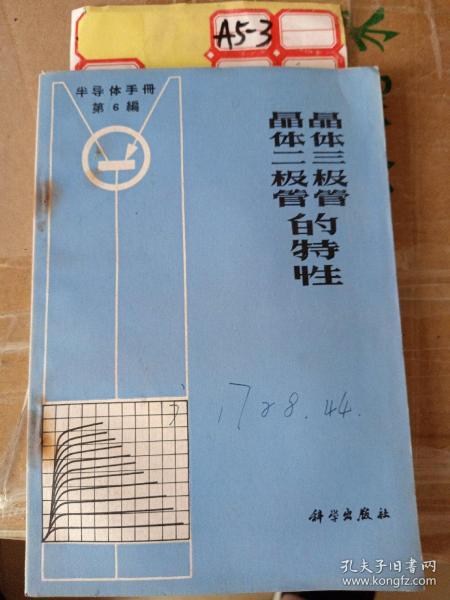 A5-3
半导体手册
第6編
晶体三极管
晶体二极管
的特性
1728.44.
科学出版社
孔夫子旧书网
www.kongfz.com